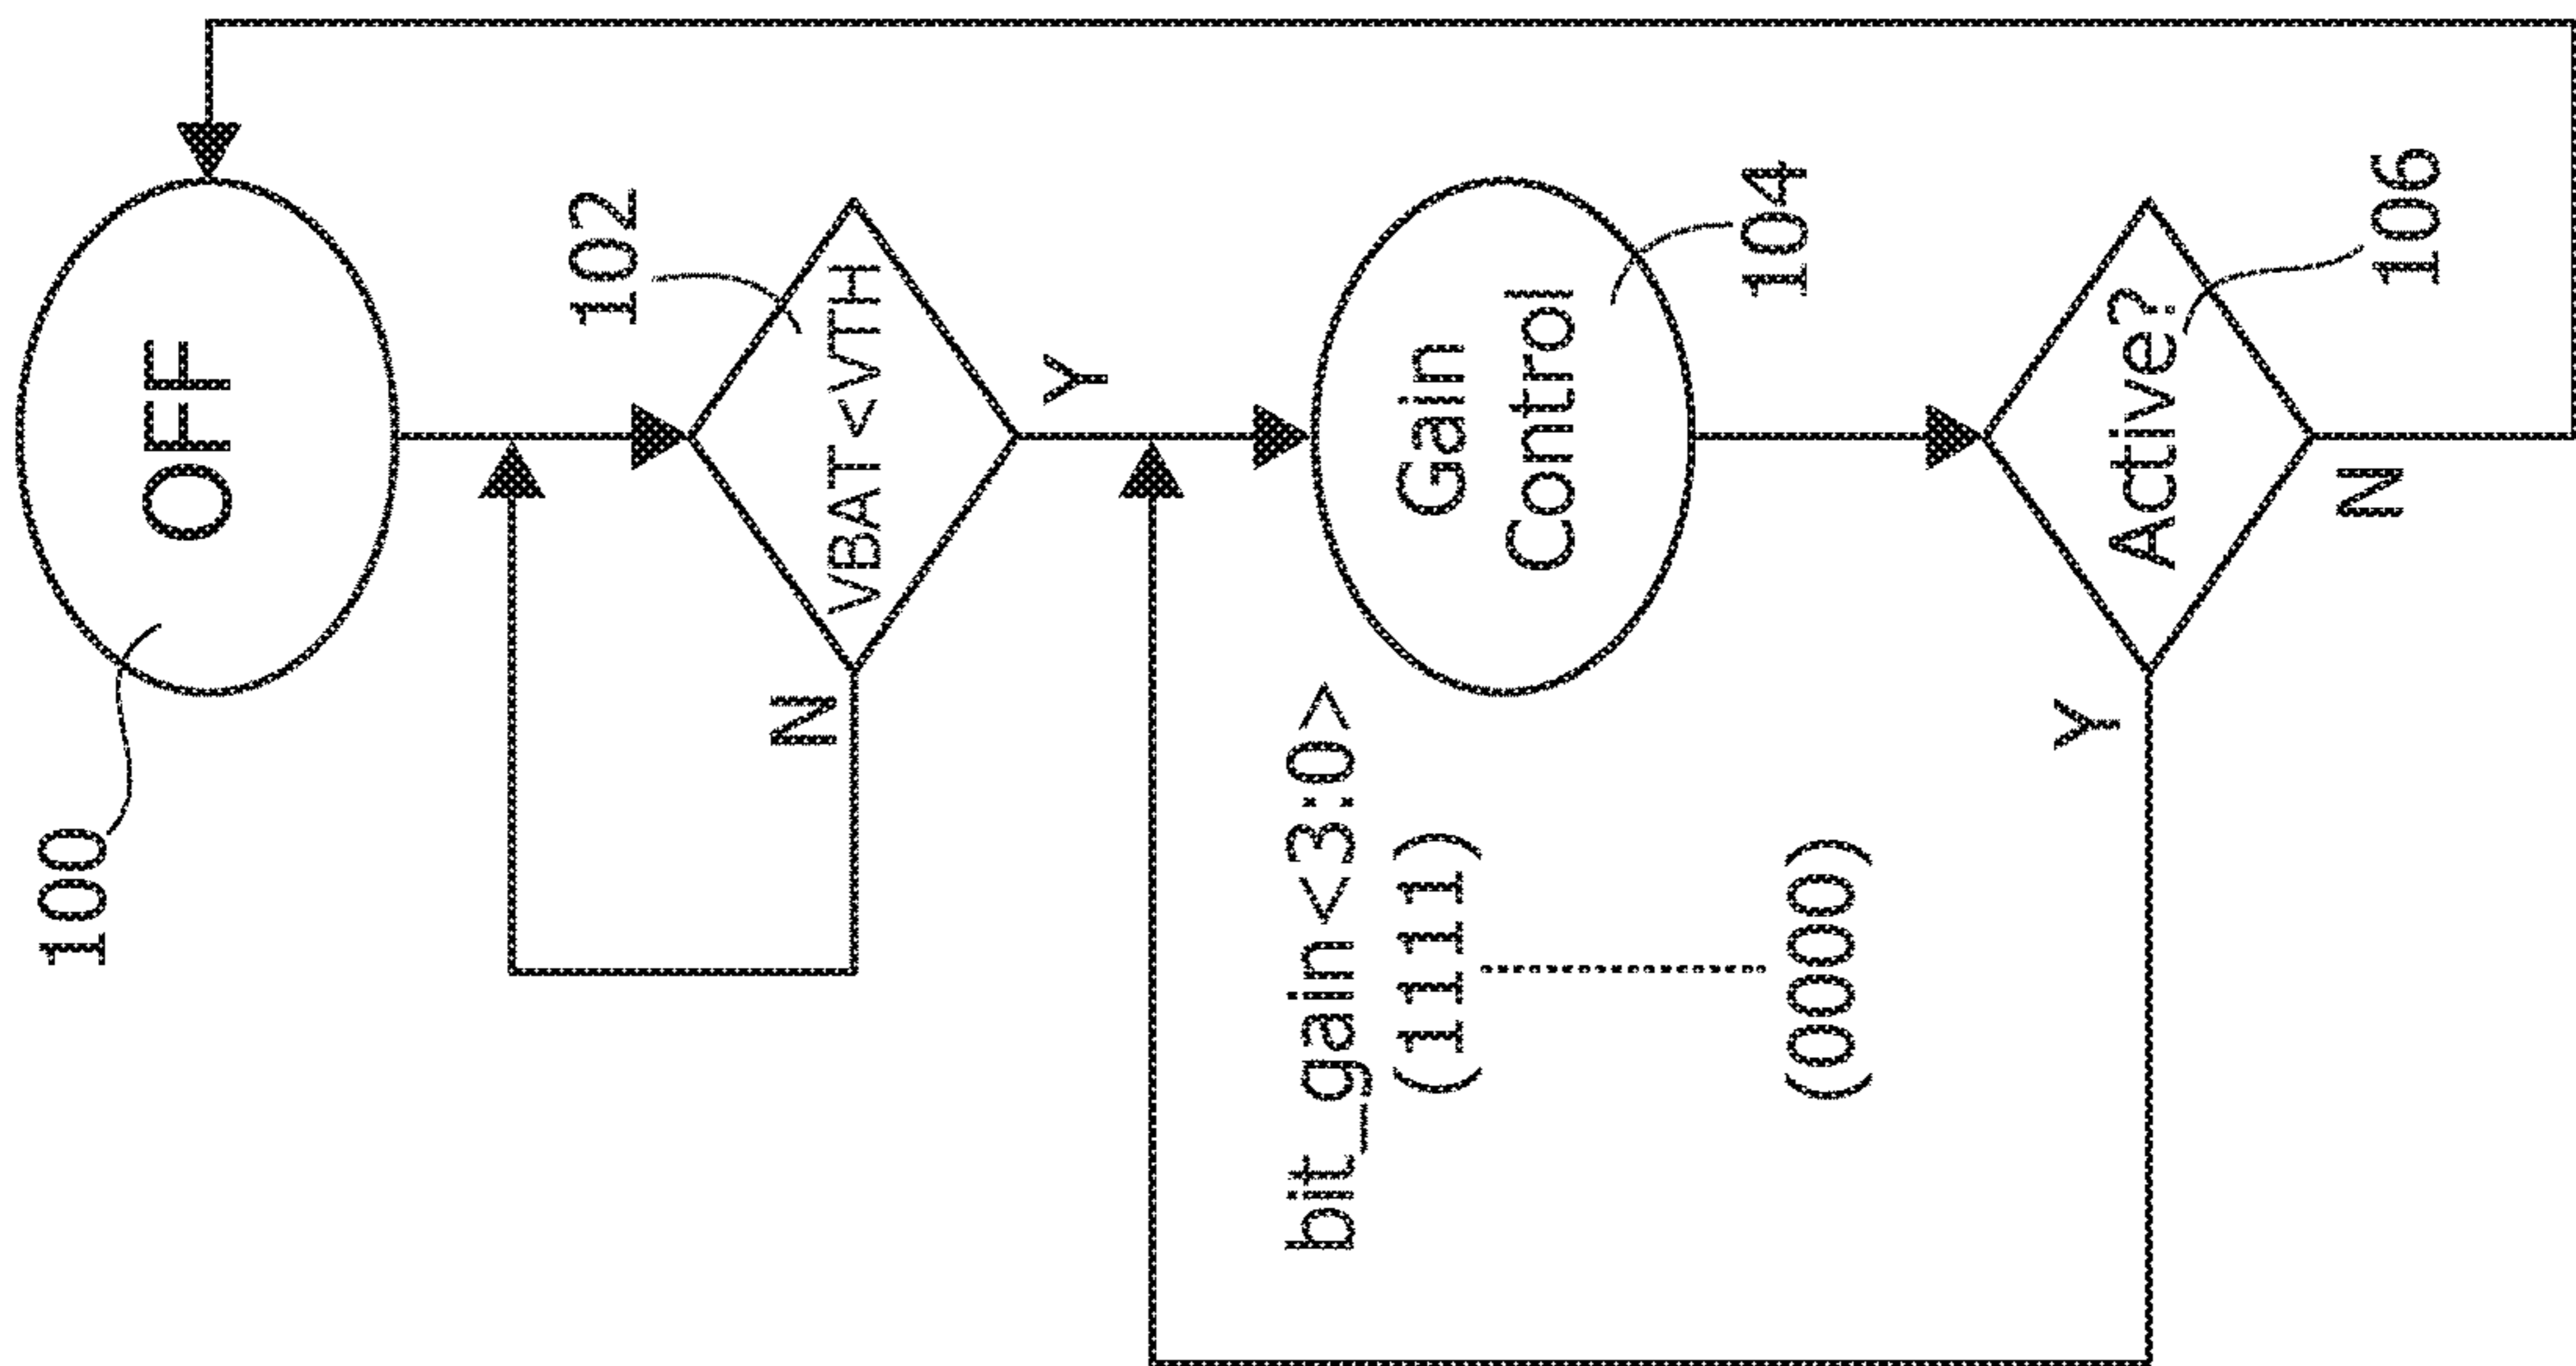 100
OFF
102
N
VBAT <VTH
Y
bit_gain<3:0>
(1111)
(0000)
Gain
Control
104
Y
Active?
106
N